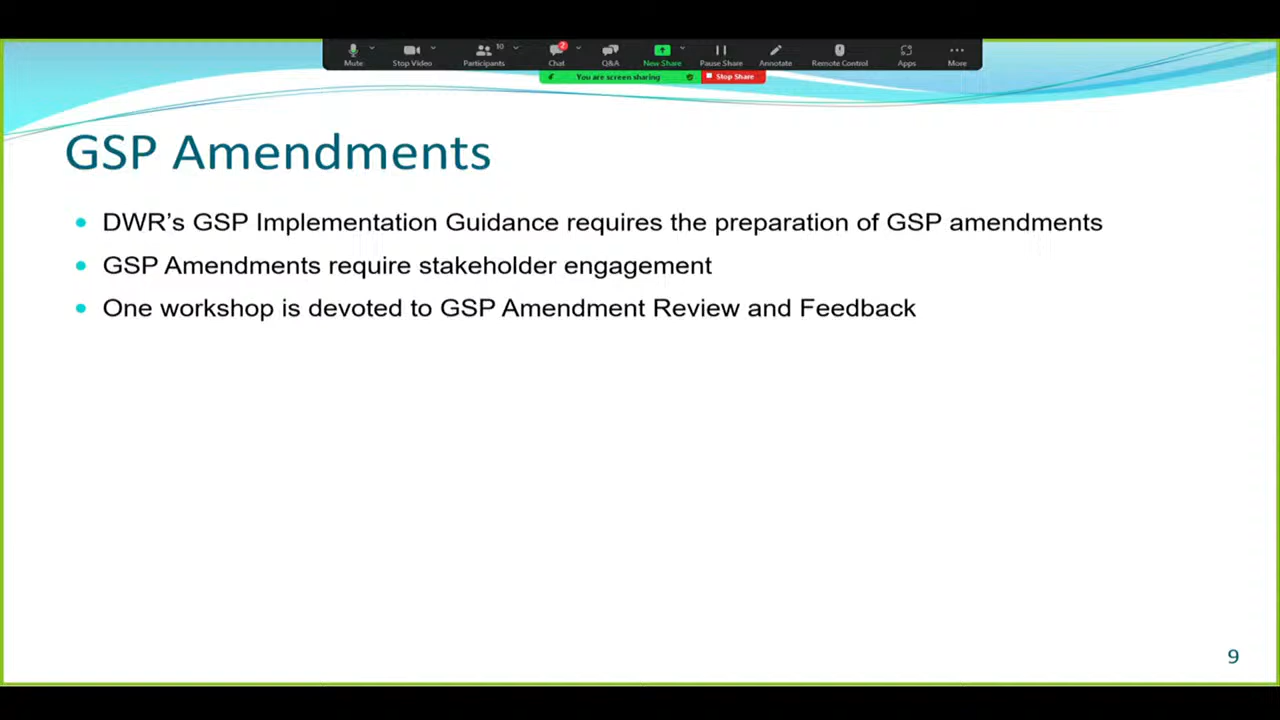 10
2
Mute
Stop Video
Participants
Chat
Q&A
New Share
Pause Share
Annotate
Remote Control
Apps
More
You are screen sharing
Stop Share
GSP Amendments
DWR's GSP Implementation Guidance requires the preparation of GSP amendments
GSP Amendments require stakeholder engagement
One workshop is devoted to GSP Amendment Review and Feedback
9